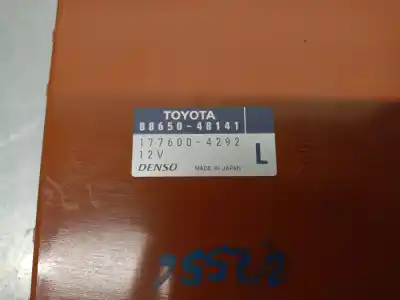 TOYOTA
88650-48141
177600-4292
12V
DENSO MADE IN JAPAN L